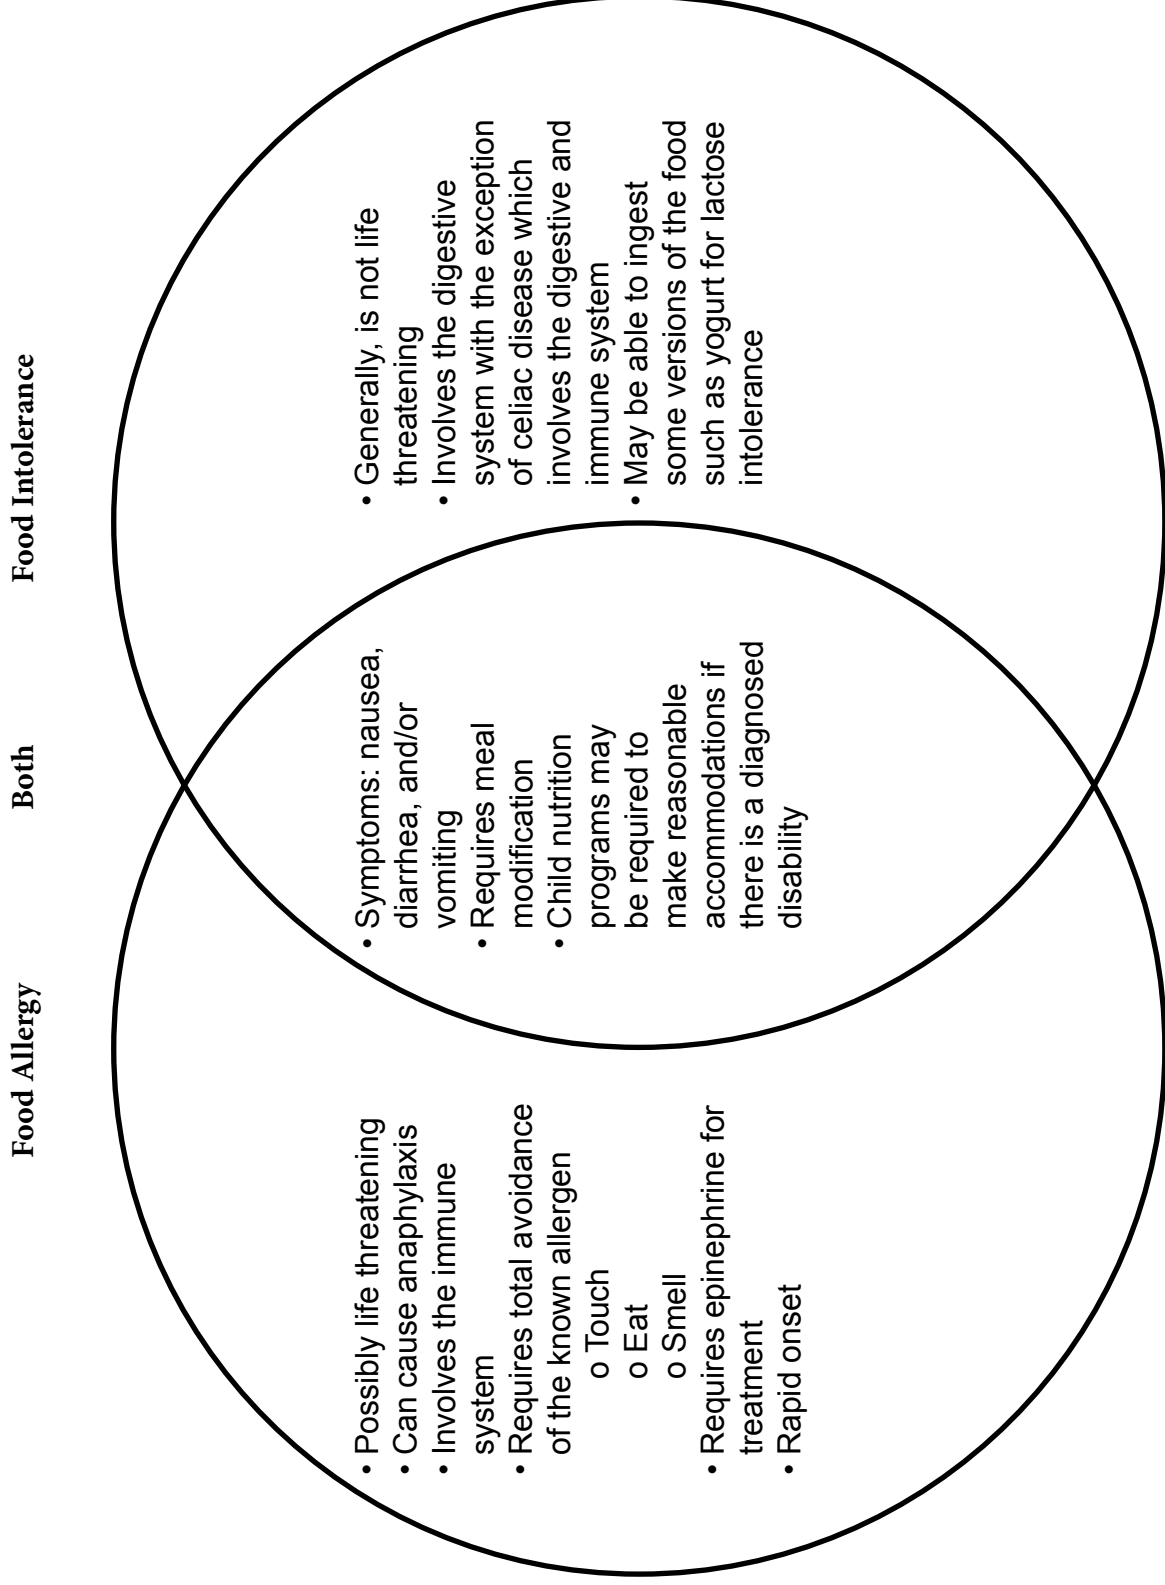 Food Allergy
Both
Food Intolerance
• Possibly life threatening
• Can cause anaphylaxis
• Involves the immune
system
• Requires total avoidance
of the known allergen
o Touch
o Eat
o Smell
• Requires epinephrine for
treatment
• Rapid onset
• Symptoms: nausea,
diarrhea, and/or
vomiting
• Requires meal
modification
• Child nutrition
programs may
be required to
make reasonable
accommodations if
there is a diagnosed
disability
• Generally, is not life
threatening
• Involves the digestive
system with the exception
of celiac disease which
involves the digestive and
immune system
• May be able to ingest
some versions of the food
such as yogurt for lactose
intolerance